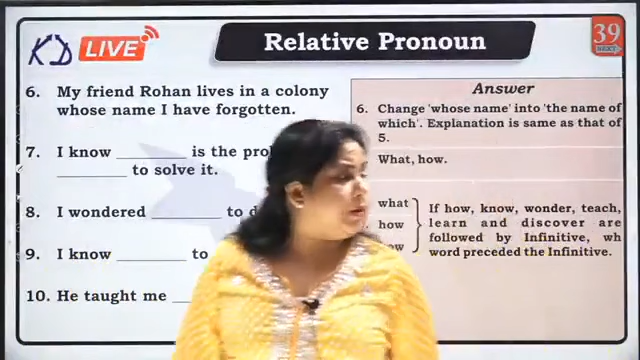 KD LIVE
Relative Pronoun
39
6. My friend Rohan lives in a colony
whose name I have forgotten.
7. I know ________ is the
________ to solve it.
8. I wondered ________ to
9. I know ________ to
10. He taught me
Answer
6. Change 'whose name' into 'the name of
which'. Explanation is same as that of
5.
What, how.
what
how
If how, know, wonder, teach,
learn and discover are
followed by Infinitive, wh
word preceded the Infinitive.